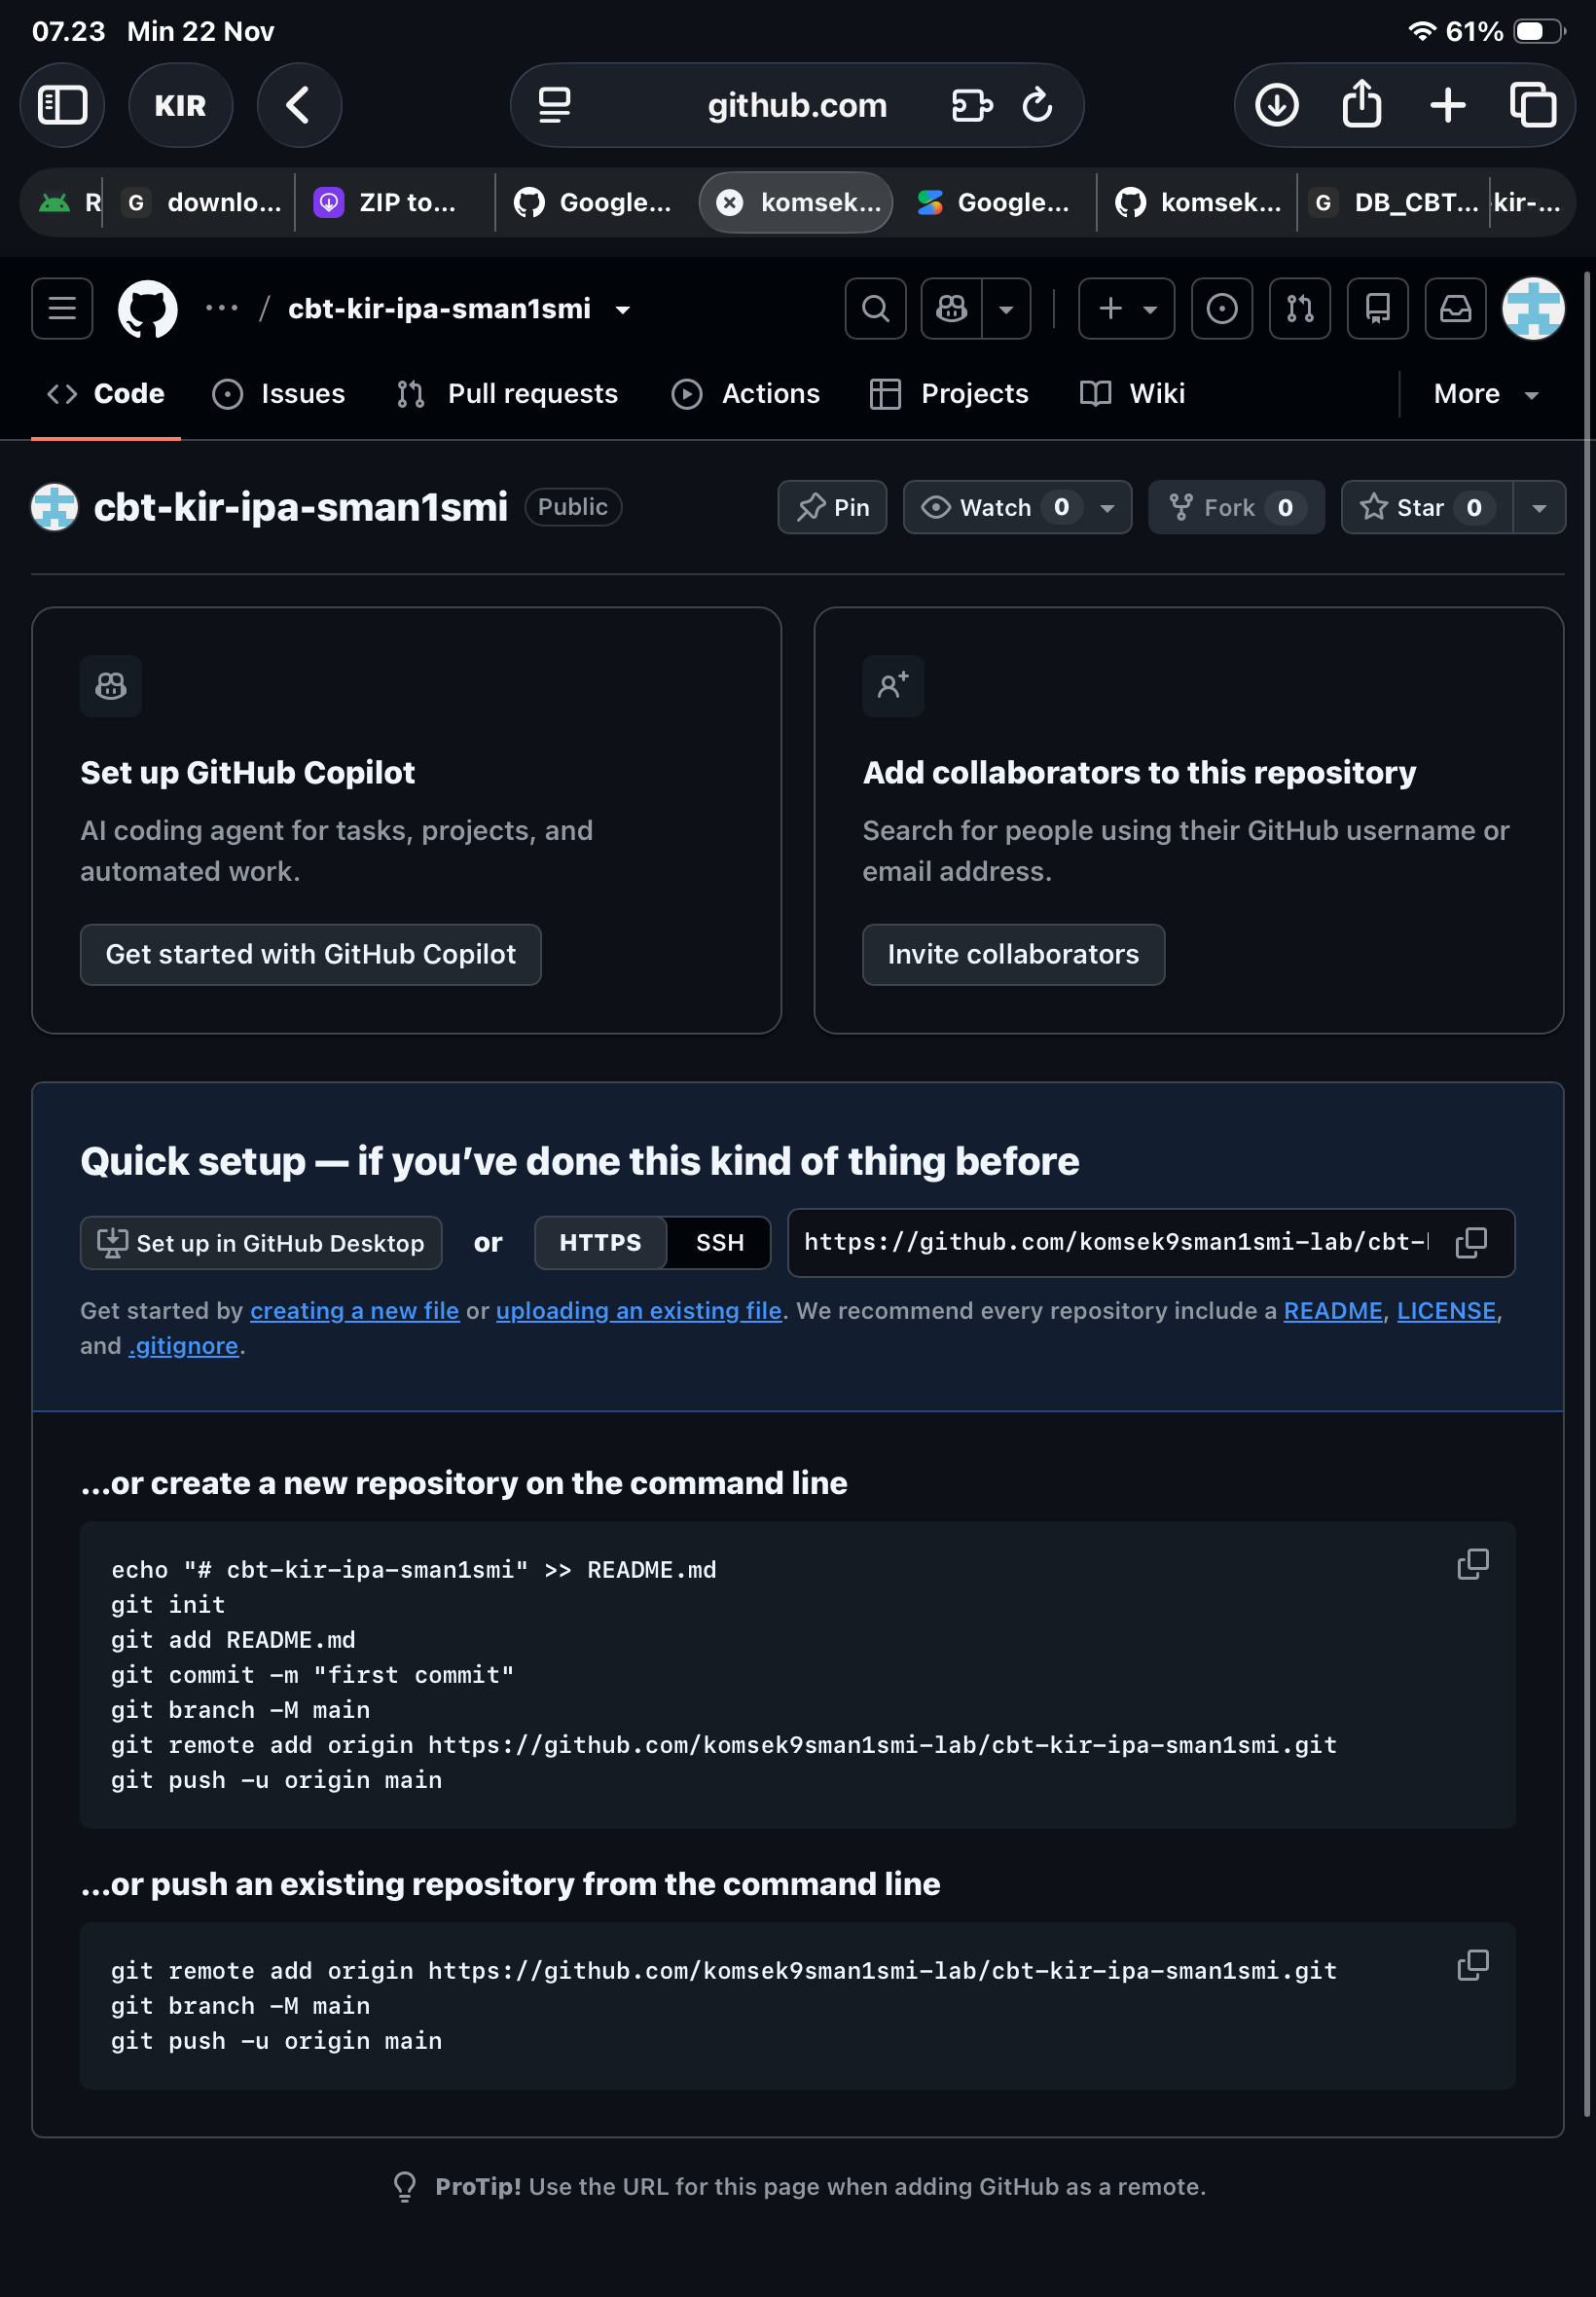 07.23 Min 22 Nov
61%
KIR
github.com
R
G downlo...
ZIP to...
Google...
komsek...
Google...
komsek...
G DB_CBT...
kir-...
... / cbt-kir-ipa-sman1smi
Code Issues Pull requests Actions Projects Wiki More
cbt-kir-ipa-sman1smi Public
Pin Watch 0 Fork 0 Star 0
Set up GitHub Copilot
AI coding agent for tasks, projects, and
automated work.
Get started with GitHub Copilot
Add collaborators to this repository
Search for people using their GitHub username or
email address.
Invite collaborators
Quick setup — if you’ve done this kind of thing before
Set up in GitHub Desktop or HTTPS SSH https://github.com/komsek9sman1smi-lab/cbt-
Get started by creating a new file or uploading an existing file. We recommend every repository include a README, LICENSE,
and .gitignore.
…or create a new repository on the command line
echo "# cbt-kir-ipa-sman1smi" >> README.md
git init
git add README.md
git commit -m "first commit"
git branch -M main
git remote add origin https://github.com/komsek9sman1smi-lab/cbt-kir-ipa-sman1smi.git
git push -u origin main
…or push an existing repository from the command line
git remote add origin https://github.com/komsek9sman1smi-lab/cbt-kir-ipa-sman1smi.git
git branch -M main
git push -u origin main
ProTip! Use the URL for this page when adding GitHub as a remote.